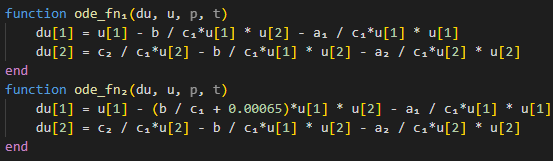 function ode_fn₁(du, u, p, t)
    du[1] = u[1] - b / c₁*u[1] * u[2] - a₁ / c₁*u[1] * u[1]
    du[2] = c₂ / c₁*u[2] - b / c₁*u[1] * u[2] - a₂ / c₁*u[2] * u[2]
end
function ode_fn₂(du, u, p, t)
    du[1] = u[1] - (b / c₁ + 0.00065)*u[1] * u[2] - a₁ / c₁*u[1] * u[1]
    du[2] = c₂ / c₁*u[2] - b / c₁*u[1] * u[2] - a₂ / c₁*u[2] * u[2]
end